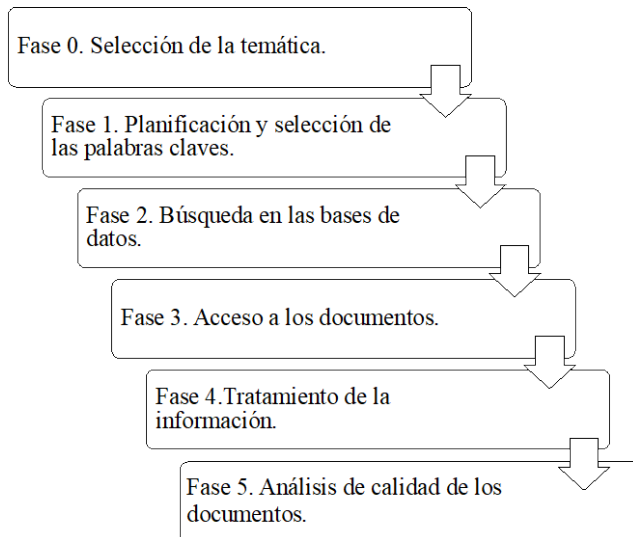 Fase 0. Selección de la temática.
Fase 1. Planificación y selección de
las palabras claves.
Fase 2. Búsqueda en las bases de
datos.
Fase 3. Acceso a los documentos.
Fase 4.Tratamiento de la
información.
Fase 5. Análisis de calidad de los
documentos.